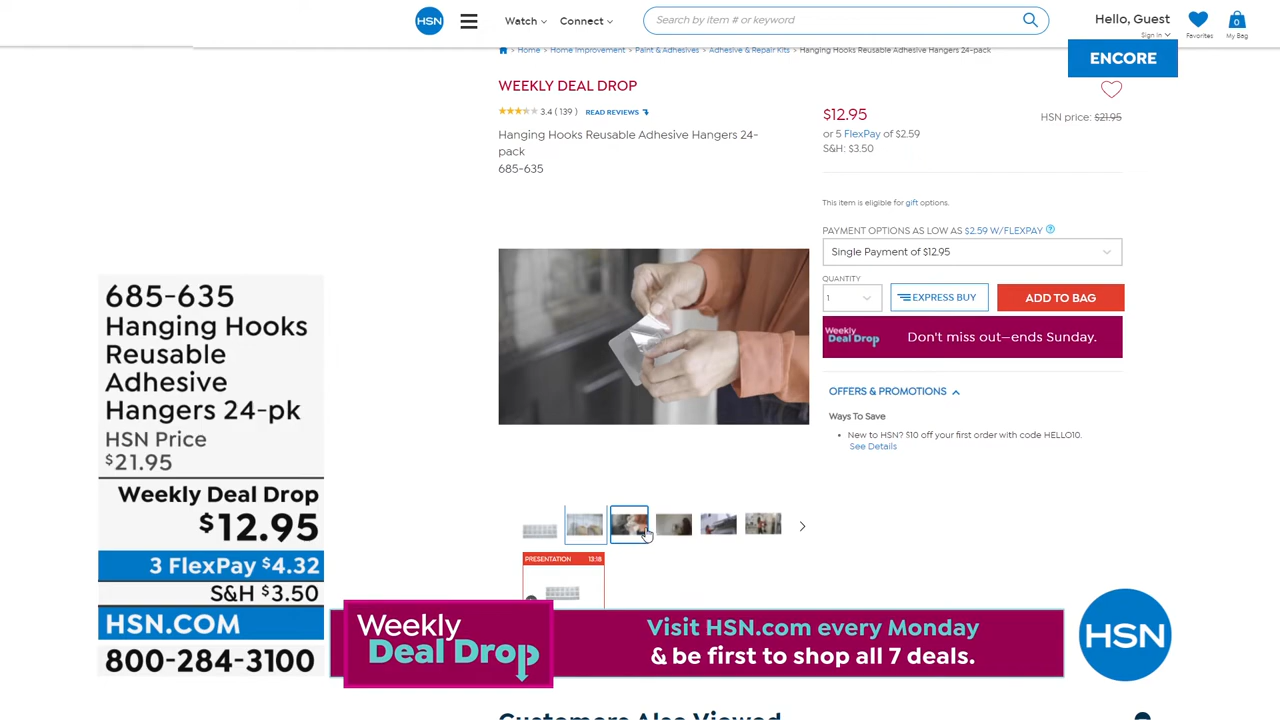 HSN
Watch
Connect
Search by item # or keyword
Hello, Guest
Sign in
Favorites
0
My Bag
Home > Home Improvement > Paint & Adhesives > Adhesive & Repair Kits > Hanging Hooks Reusable Adhesive Hangers 24-pack
ENCORE
WEEKLY DEAL DROP
3.4 ( 139 ) READ REVIEWS
Hanging Hooks Reusable Adhesive Hangers 24-
pack
685-635
$12.95
HSN price: $21.95
or 5 FlexPay of $2.59
S&H: $3.50
This item is eligible for gift options.
PAYMENT OPTIONS AS LOW AS $2.59 W/FLEXPAY
Single Payment of $12.95
QUANTITY
1
EXPRESS BUY
ADD TO BAG
Weekly
Deal Drop
Don't miss out—ends Sunday.
OFFERS & PROMOTIONS
Ways To Save
New to HSN? $10 off your first order with code HELLO10.
See Details
PRESENTATION 13:18
685-635
Hanging Hooks
Reusable
Adhesive
Hangers 24-pk
HSN Price
$21.95
Weekly Deal Drop
$12.95
3 FlexPay $4.32
S&H $3.50
HSN.COM
800-284-3100
Weekly
Deal Drop
Visit HSN.com every Monday
& be first to shop all 7 deals.
HSN
Customers Also Viewed